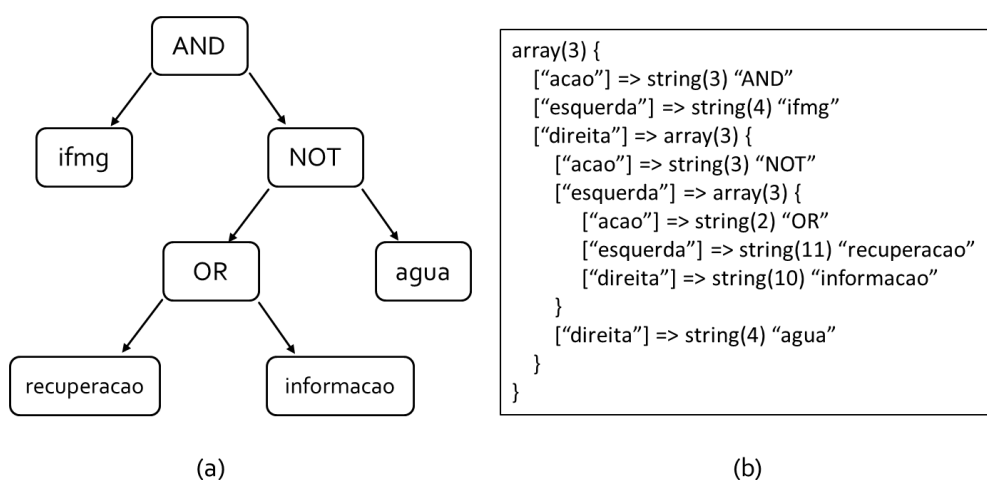 AND
ifmg
NOT
OR
agua
recuperacao
informacao
(a)
array(3) {
[“acao”] => string(3) “AND”
[“esquerda”] => string(4) “ifmg”
[“direita”] => array(3) {
[“acao”] => string(3) “NOT”
[“esquerda”] => array(3) {
[“acao”] => string(2) “OR”
[“esquerda”] => string(11) “recuperacao”
[“direita”] => string(10) “informacao”
}
[“direita”] => string(4) “agua”
}
}
(b)